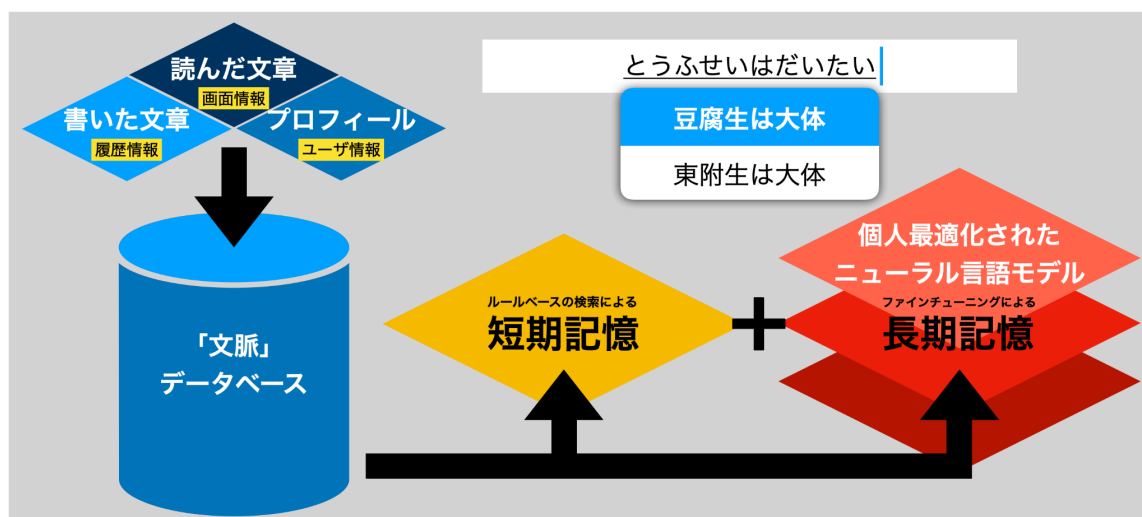 読んだ文章
画面情報
書いた文章
履歴情報
プロフィール
ユーザ情報
とうふせいはだいたい
豆腐生は大体
東附生は大体
「文脈」
データベース
ルールベースの検索による
短期記憶
+
個人最適化された
ニューラル言語モデル
ファインチューニングによる
長期記憶